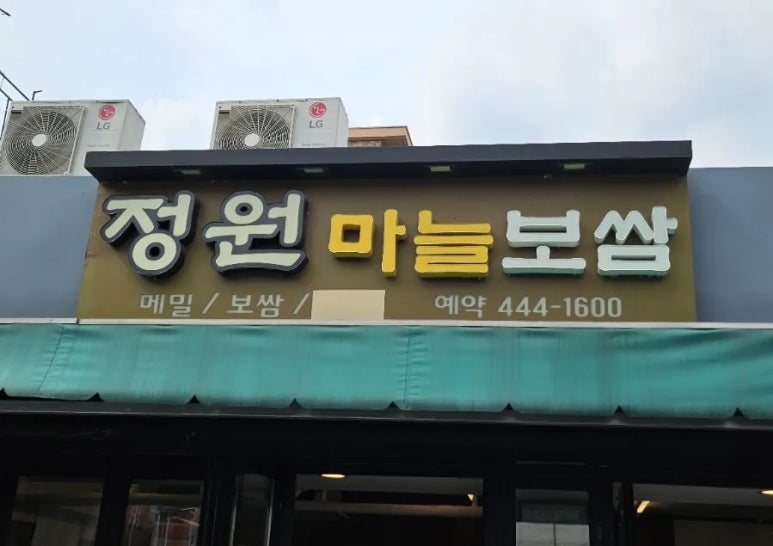 LG
LG
정원 마늘보쌈
메밀 / 보쌈 /
예약 444-1600